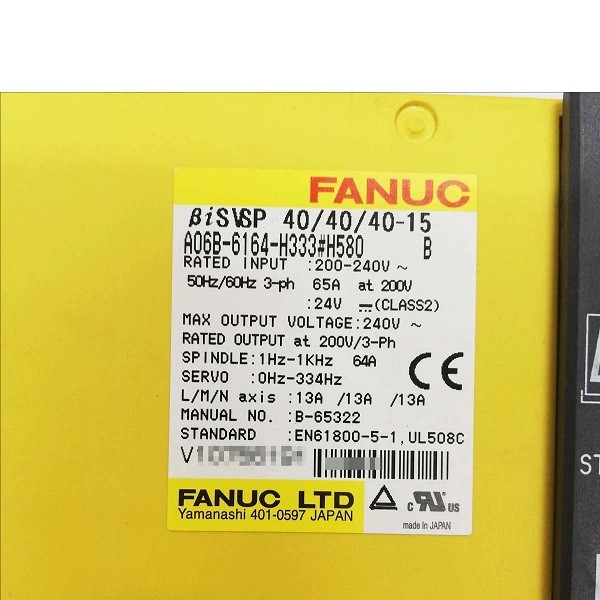 FANUC
βiSVSP 40/40/40-15
A06B-6164-H333#H580 B
RATED INPUT :200-240V ~
50Hz/60Hz 3-ph 65A at 200V
:24V ⎓(CLASS2)
MAX OUTPUT VOLTAGE:240V ~
RATED OUTPUT at 200V/3-Ph
SPINDLE:1Hz-1KHz 64A
SERVO :0Hz-334Hz
L/M/N axis :13A /13A /13A
MANUAL NO. :B-65322
STANDARD :EN61800-5-1,UL508C
CE
FANUC LTD
Yamanashi 401-0597 JAPAN
c RU US
made in JAPAN
ST